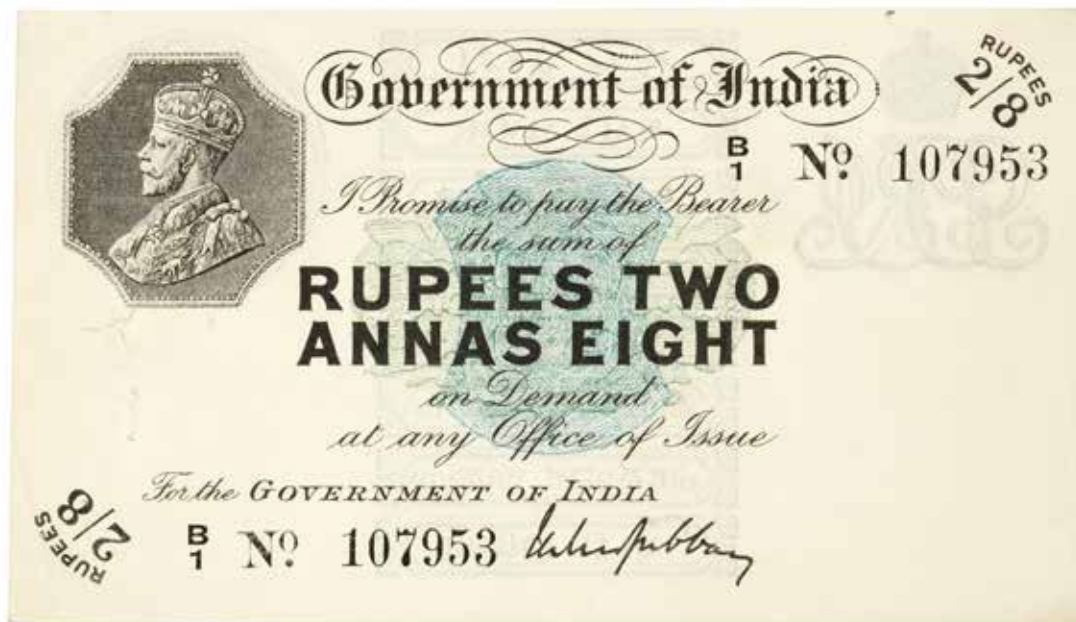 Government of India
RUPEES
2/8
B
1 Nº 107953
I Promise to pay the Bearer
the sum of
RUPEES TWO
ANNAS EIGHT
on Demand
at any Office of Issue
For the GOVERNMENT OF INDIA
B
1 Nº 107953
RUPEES
2/8